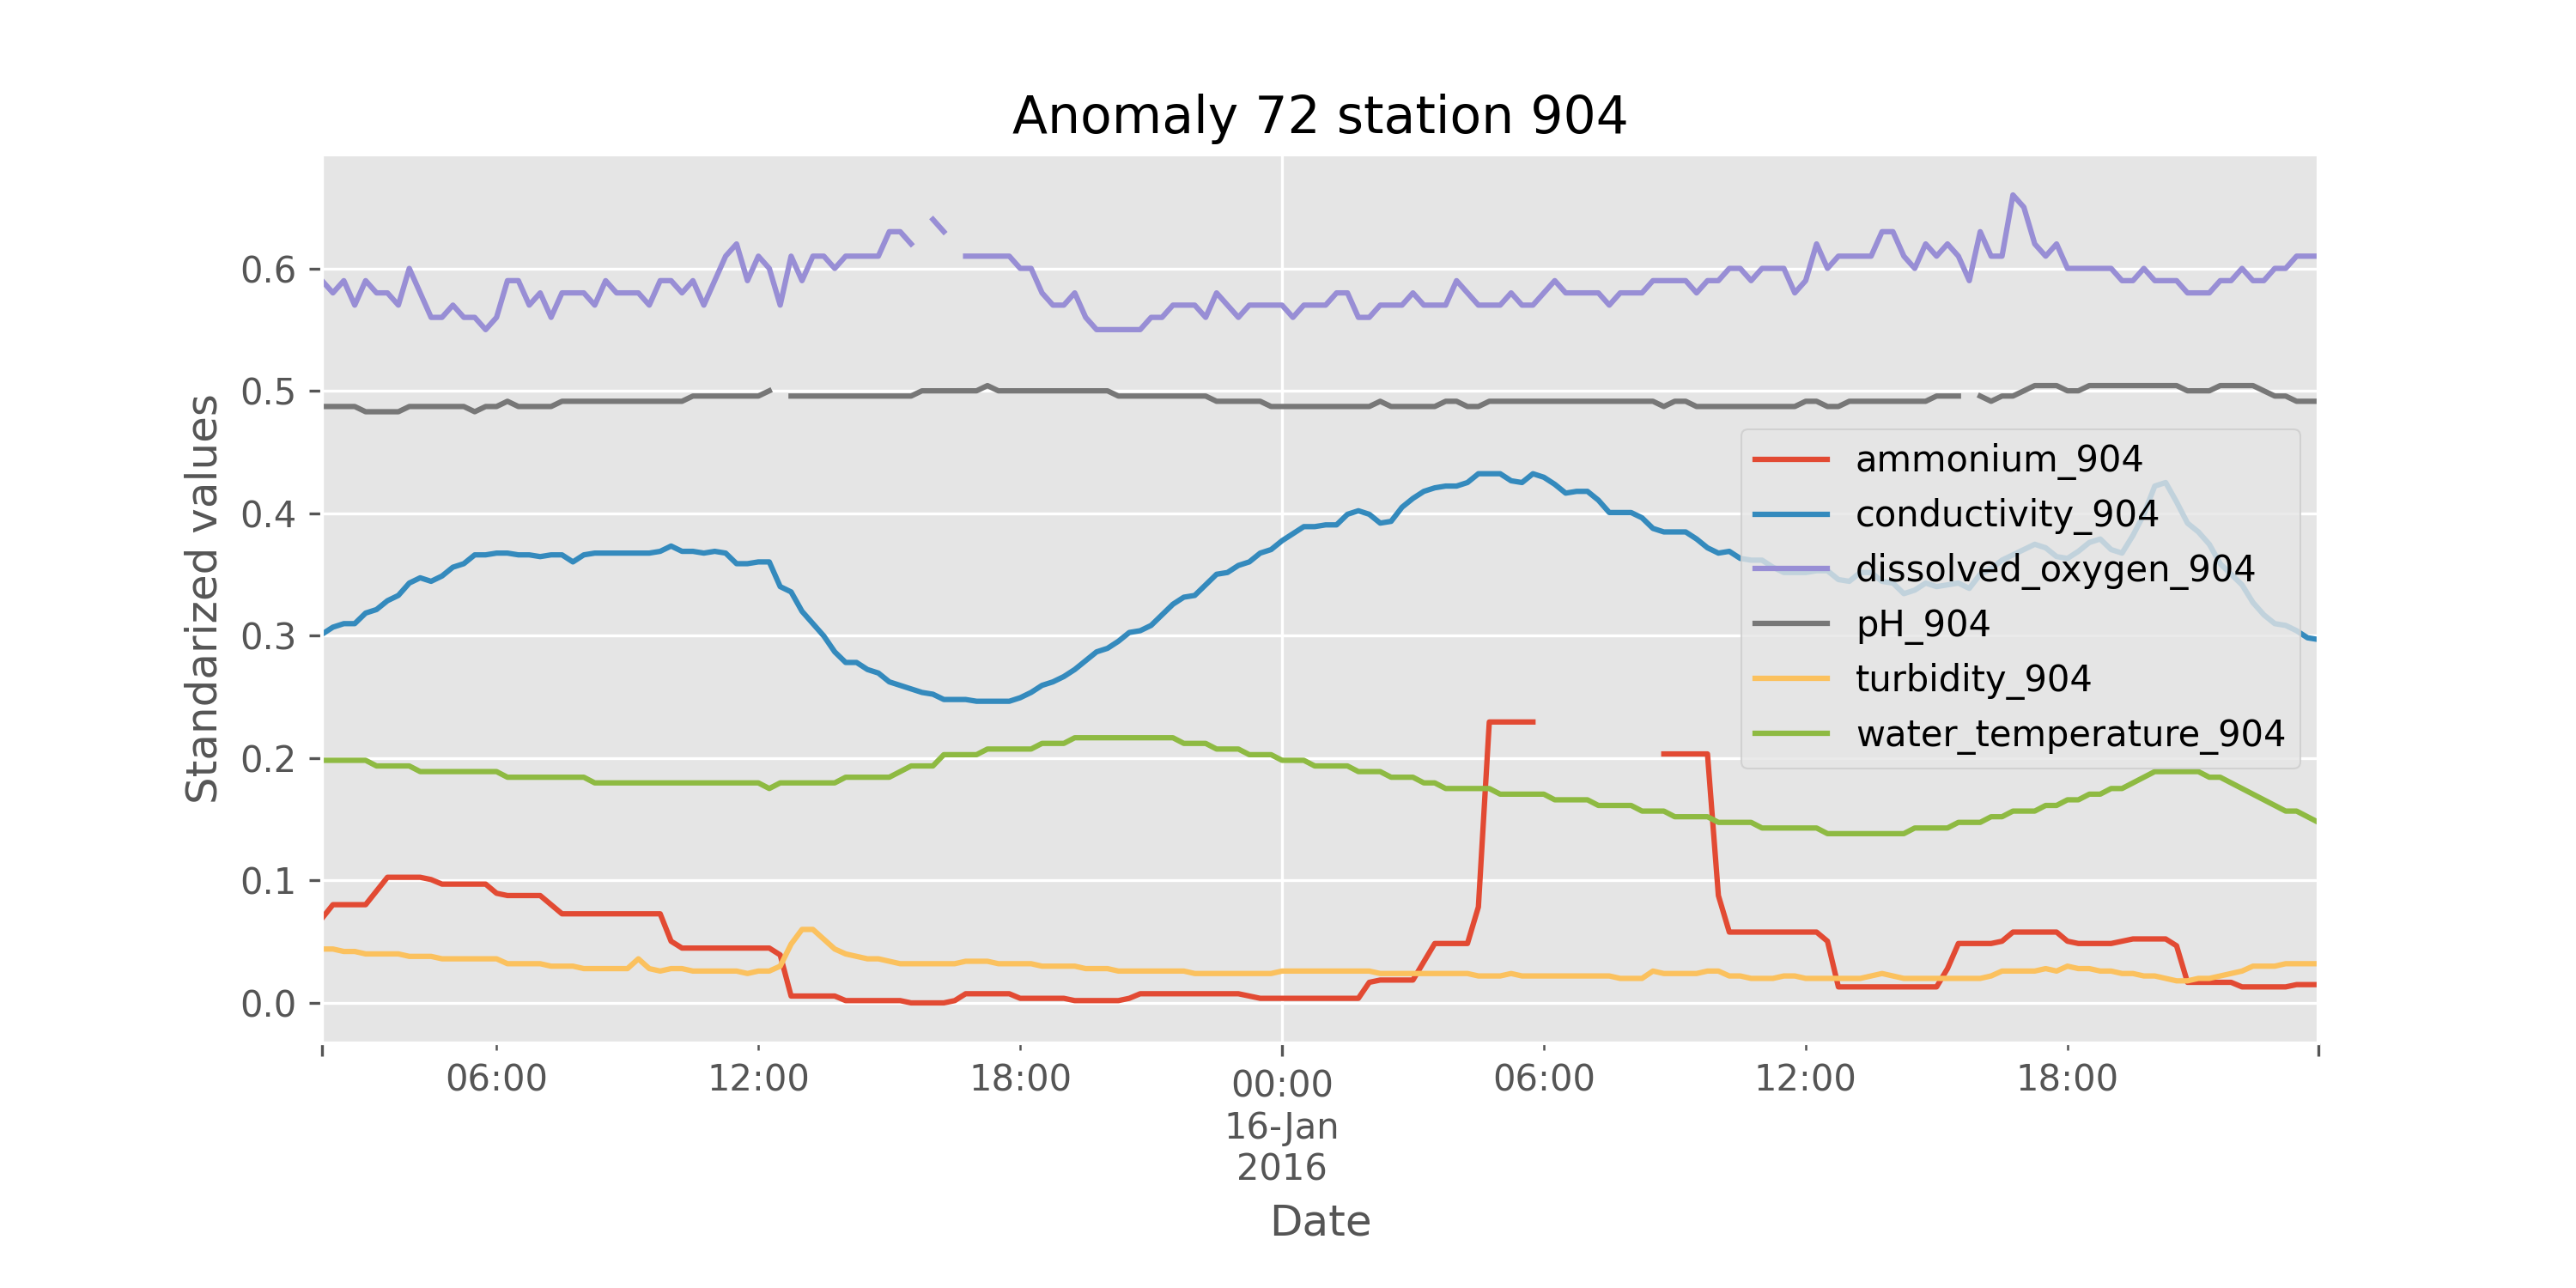 Anomaly 72 station 904
Standarized values
0.6
0.5
0.4
0.3
0.2
0.1
0.0
ammonium_904
conductivity_904
dissolved_oxygen_904
pH_904
turbidity_904
water_temperature_904
06:00
12:00
18:00
00:00
16-Jan
2016
06:00
12:00
18:00
Date